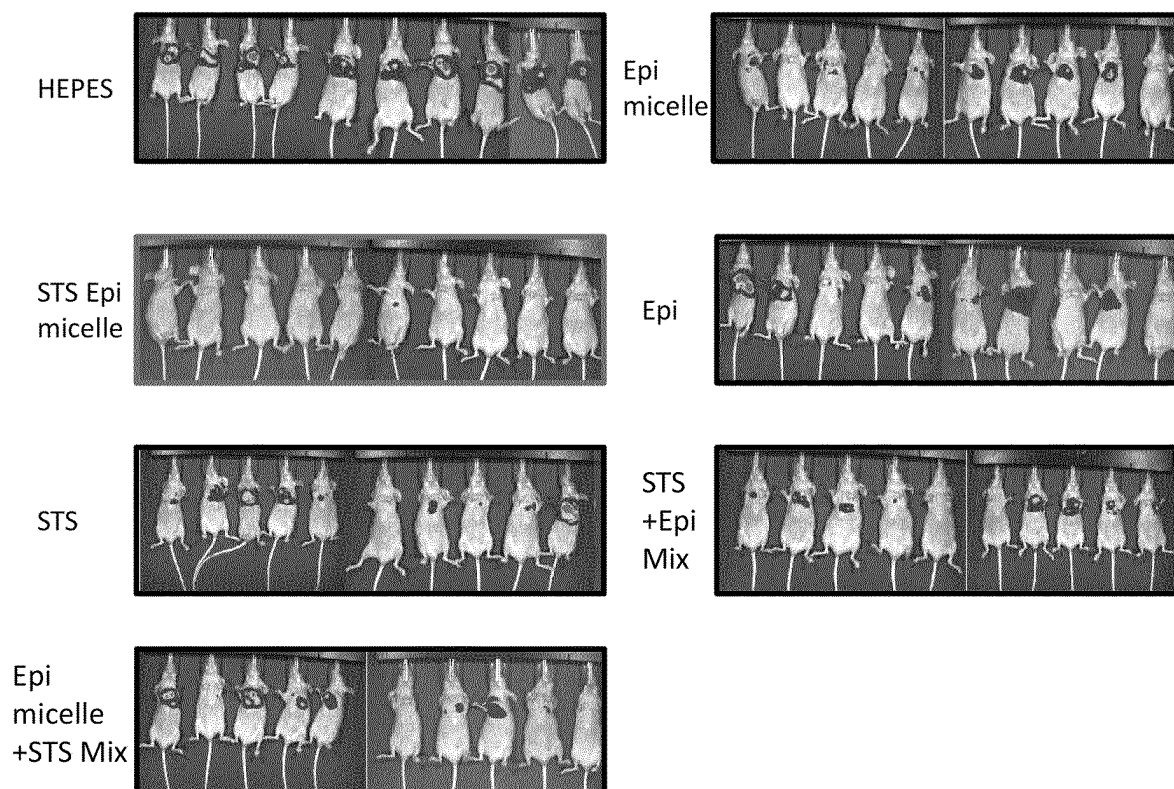 HEPES
Epi
micelle
STS Epi
micelle
Epi
STS
STS
+Epi
Mix
Epi
micelle
+STS Mix